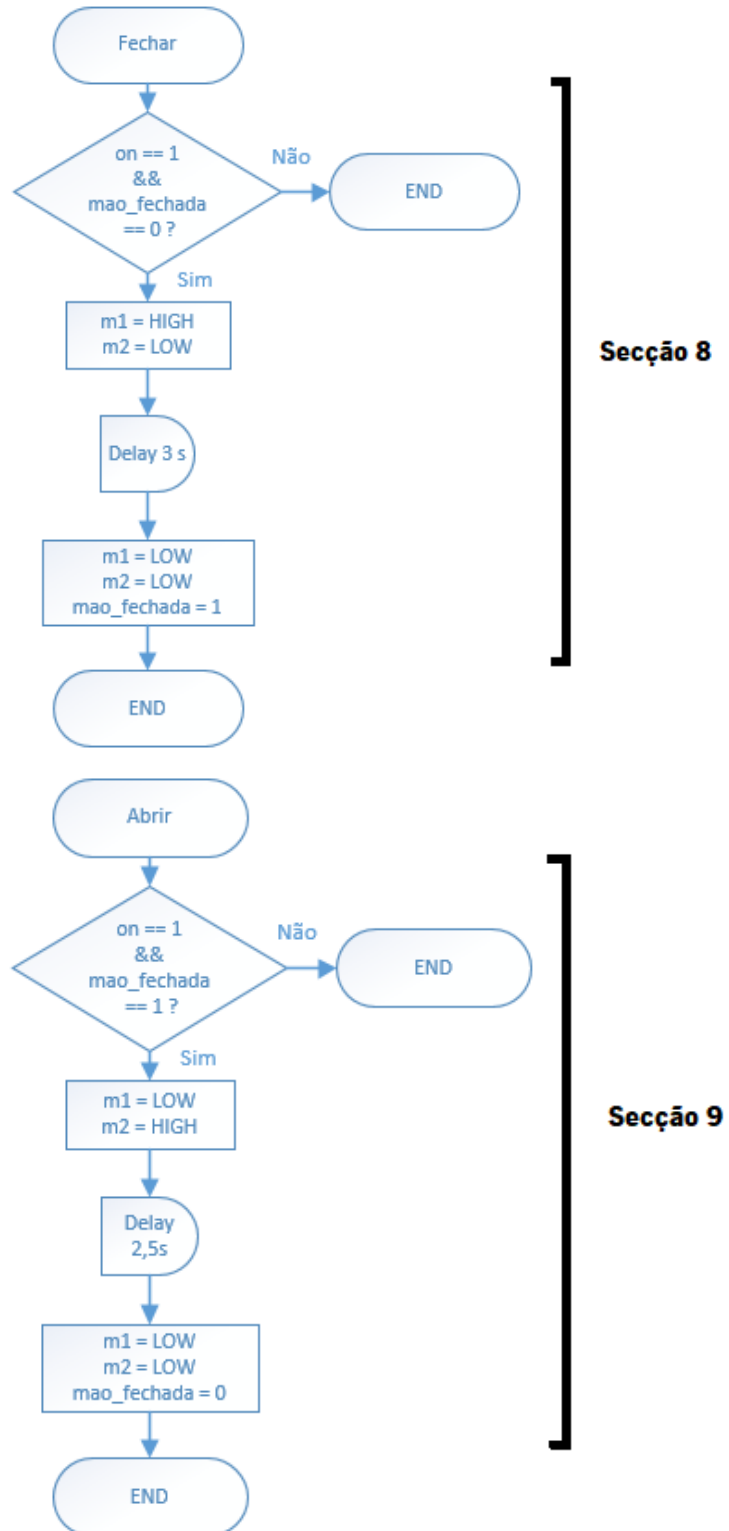 Fechar
on == 1
&&
mao_fechada
== 0 ?
Não
END
Sim
m1 = HIGH
m2 = LOW
Delay 3 s
m1 = LOW
m2 = LOW
mao_fechada = 1
END
Secção 8
Abrir
on == 1
&&
mao_fechada
== 1 ?
Não
END
Sim
m1 = LOW
m2 = HIGH
Delay
2,5s
m1 = LOW
m2 = LOW
mao_fechada = 0
END
Secção 9